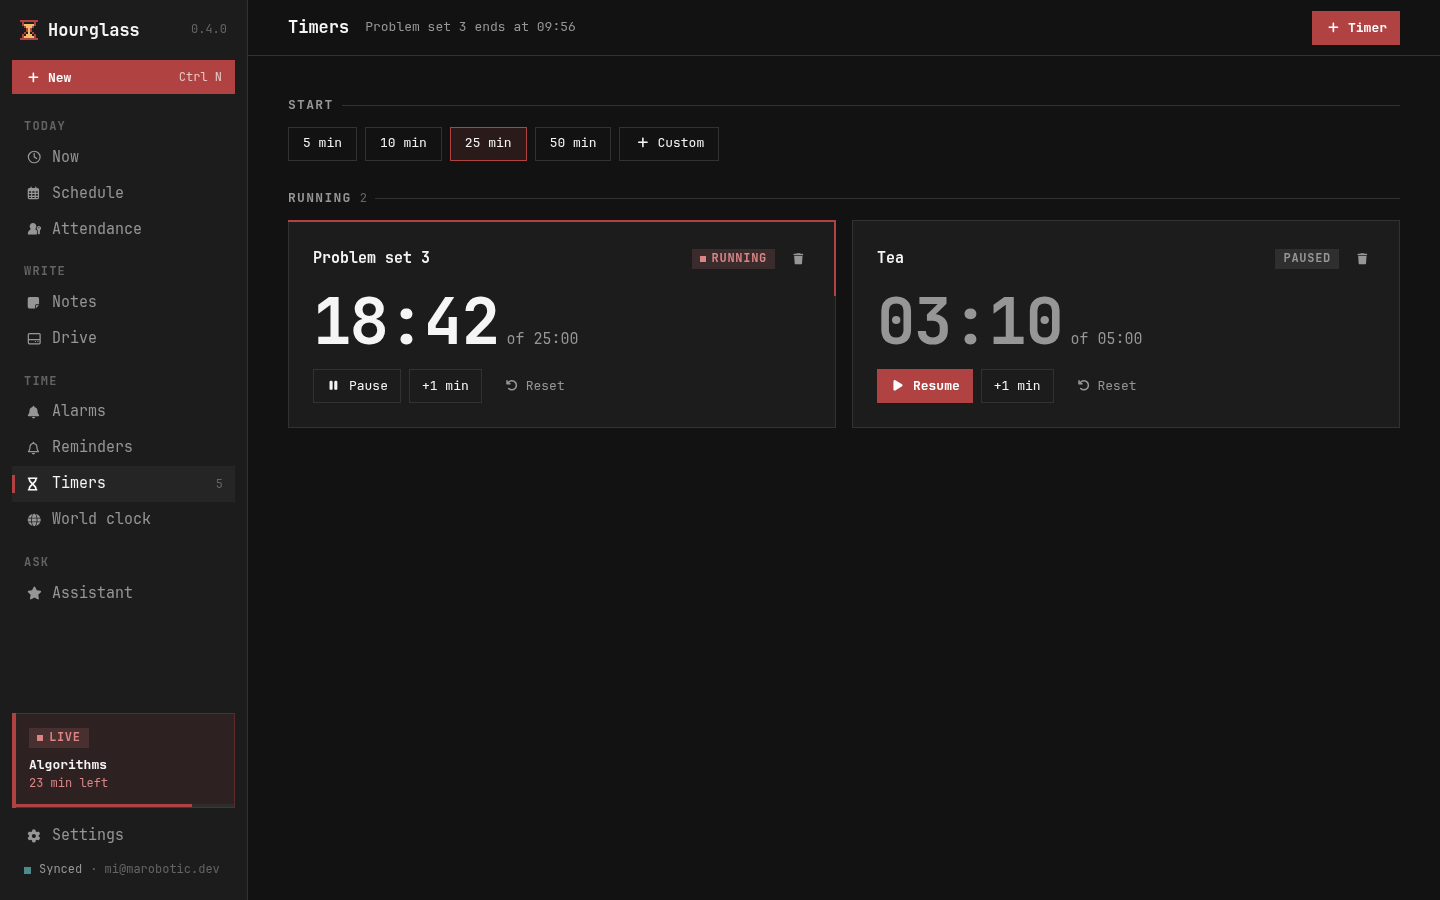 Hourglass 0.4.0
New Ctrl N
TODAY
Now
Schedule
Attendance
WRITE
Notes
Drive
TIME
Alarms
Reminders
Timers 5
World clock
ASK
Assistant
LIVE
Algorithms
23 min left
Settings
Synced · mi@marobotic.dev
Timers Problem set 3 ends at 09:56
Timer
START
5 min 10 min 25 min 50 min Custom
RUNNING 2
Problem set 3 RUNNING
18:42 of 25:00
Pause +1 min Reset
Tea PAUSED
03:10 of 05:00
Resume +1 min Reset